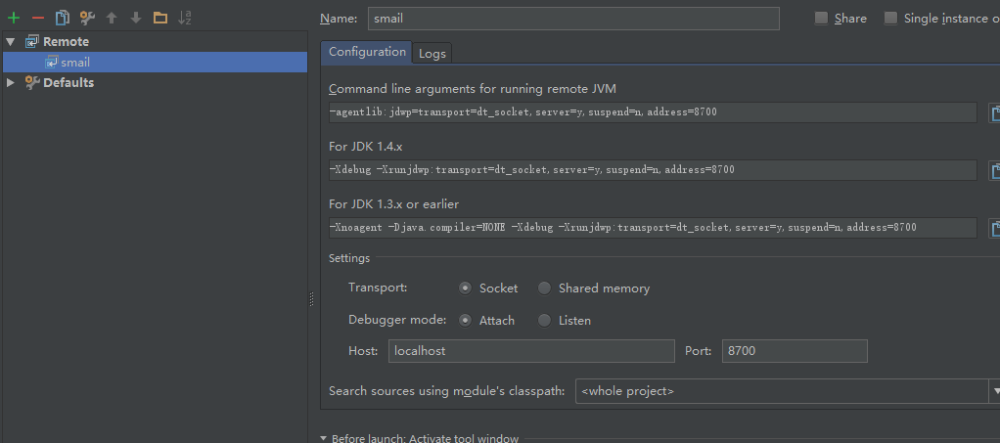 Name: smail Share Single instance o
Remote
smail
Defaults
Configuration Logs
Command line arguments for running remote JVM
-agentlib:jdwp=transport=dt_socket,server=y,suspend=n,address=8700
For JDK 1.4.x
-Xdebug -Xrunjdwp:transport=dt_socket,server=y,suspend=n,address=8700
For JDK 1.3.x or earlier
-Xnoagent -Djava.compiler=NONE -Xdebug -Xrunjdwp:transport=dt_socket,server=y,suspend=n,address=8700
Settings
Transport: Socket Shared memory
Debugger mode: Attach Listen
Host: localhost Port: 8700
Search sources using module's classpath: <whole project>
Before launch: Activate tool window